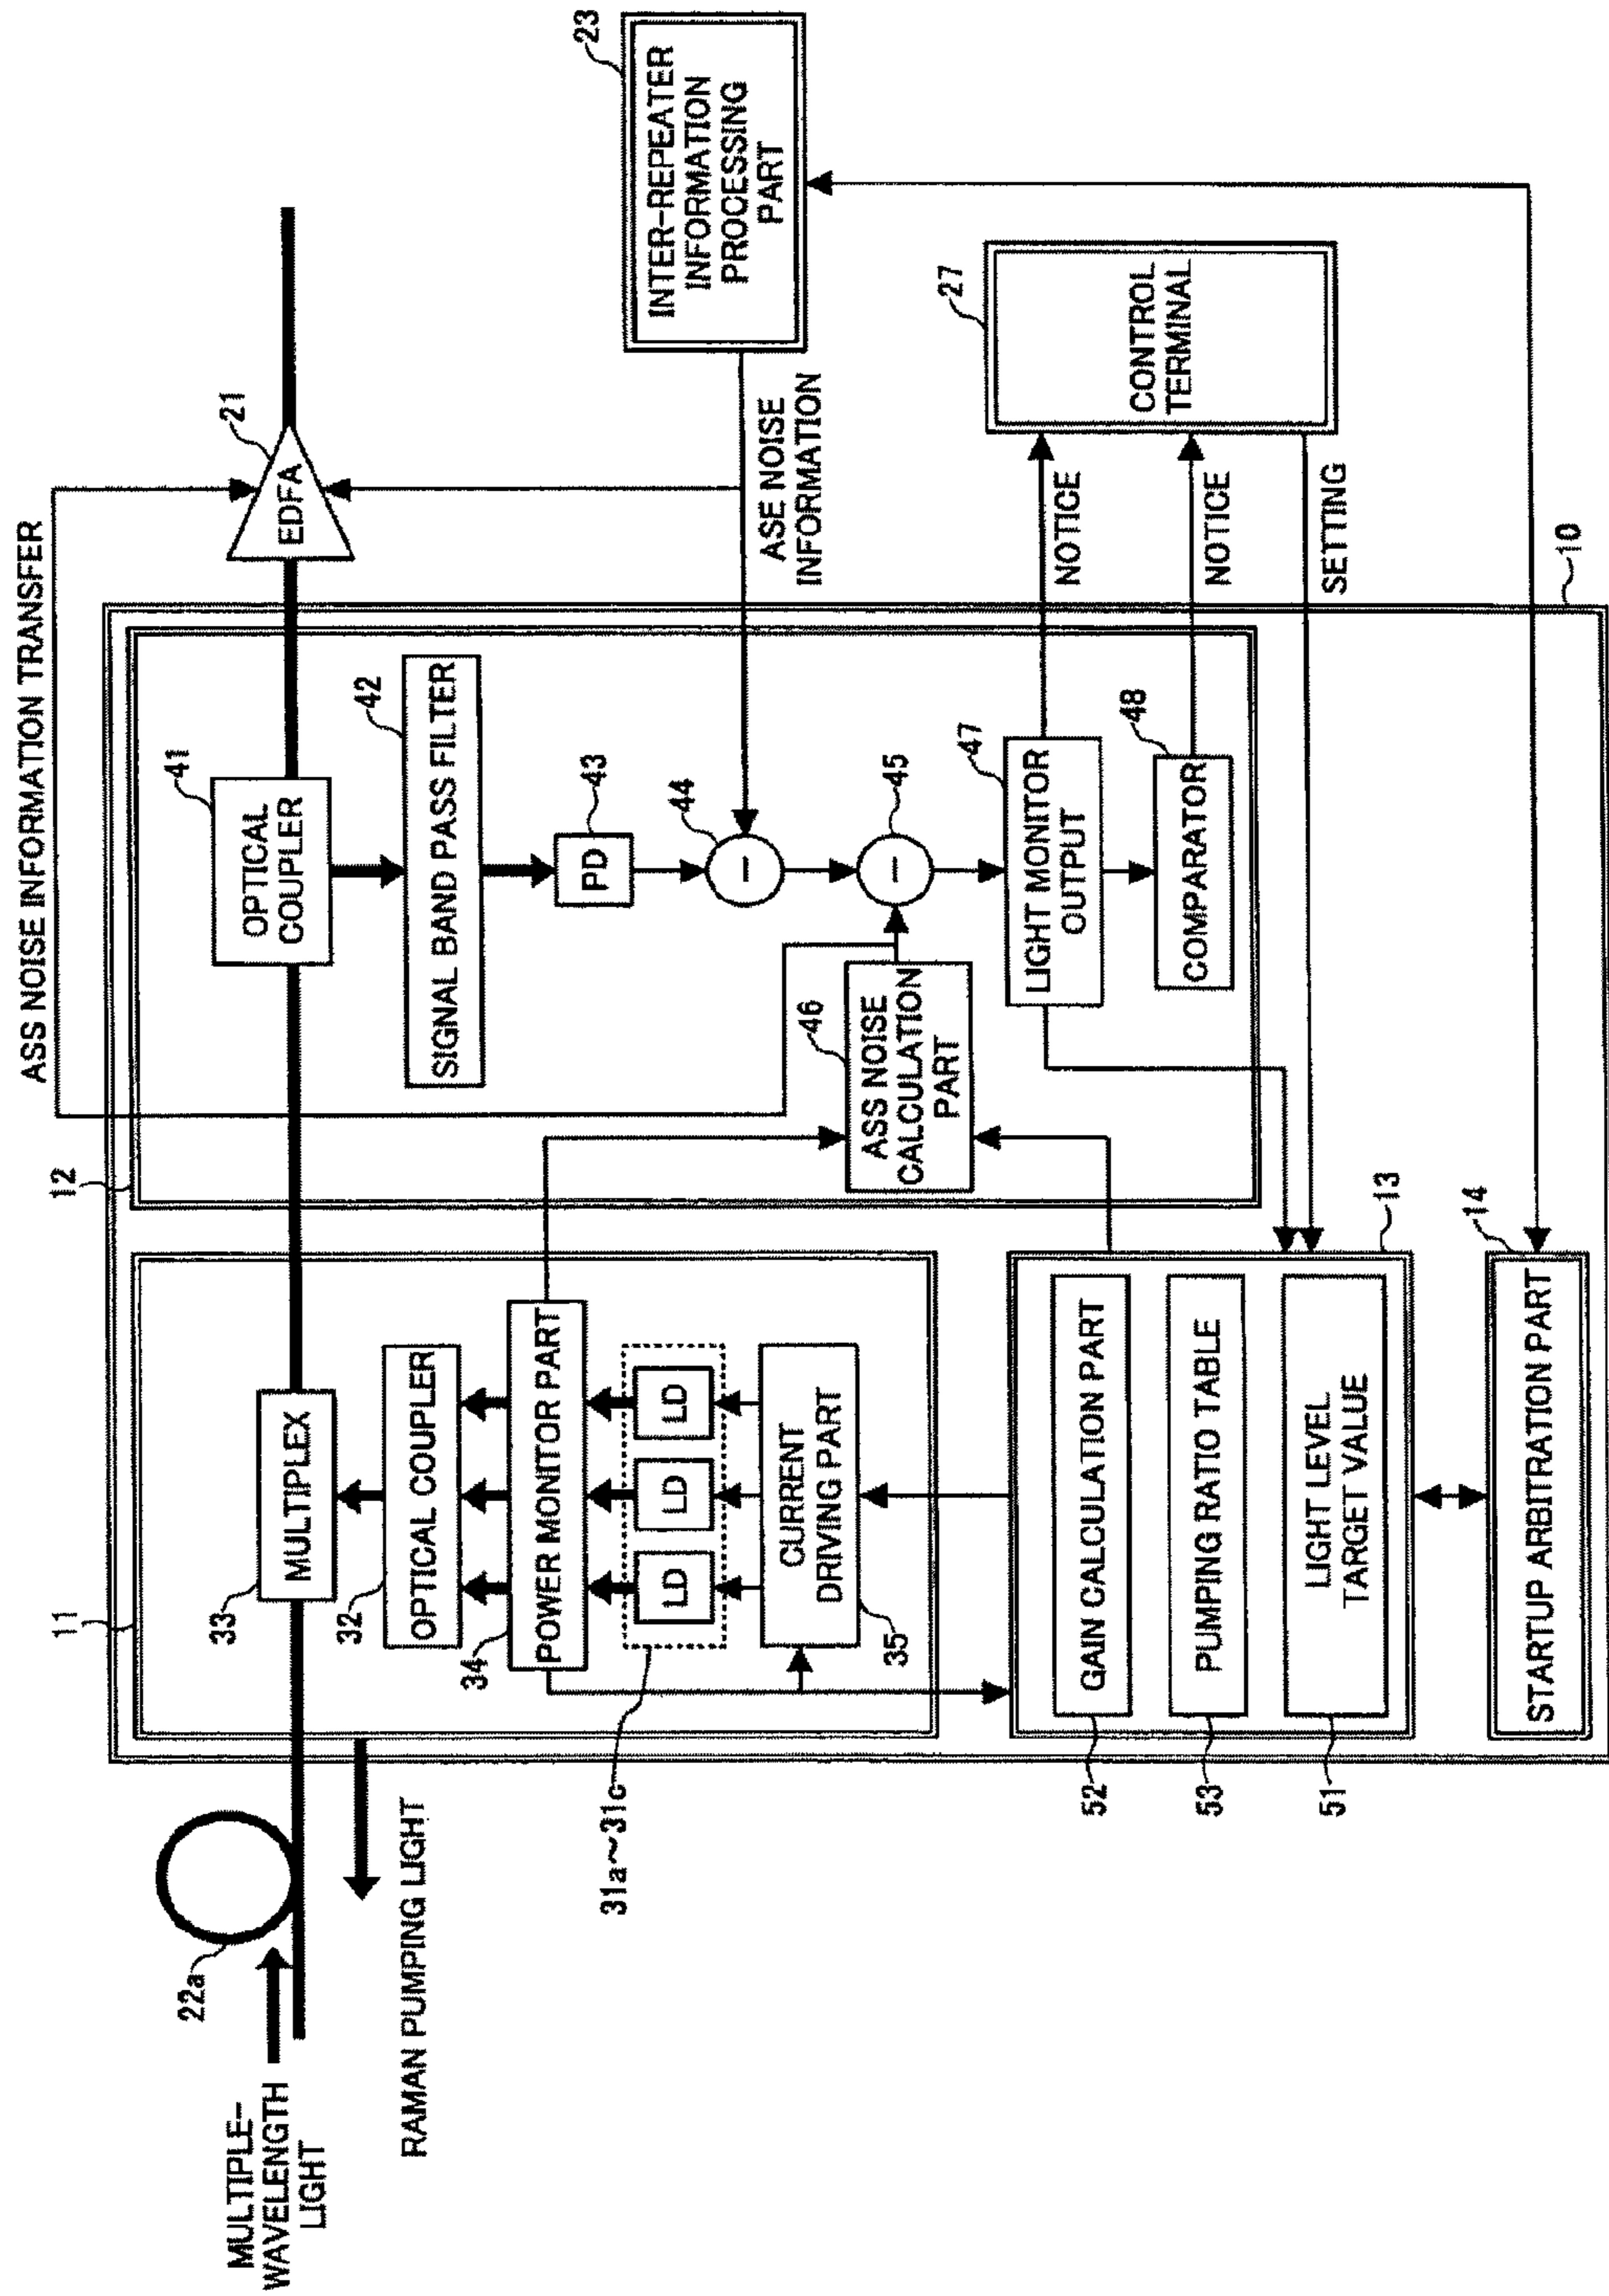 ASS NOISE INFORMATION TRANSFER
MULTIPLE-
WAVELENGTH
LIGHT
22a
RAMAN PUMPING LIGHT
11
33
MULTIPLEX
32
OPTICAL COUPLER
34
POWER MONITOR PART
31a~31c
LD
LD
LD
CURRENT
DRIVING PART
35
12
41
OPTICAL
COUPLER
42
SIGNAL BAND PASS FILTER
PD
43
−
44
−
45
46
ASS NOISE
CALCULATION
PART
47
LIGHT MONITOR
OUTPUT
48
COMPARATOR
21
EDFA
ASE NOISE
INFORMATION
23
INTER-REPEATER
INFORMATION
PROCESSING
PART
27
CONTROL
TERMINAL
NOTICE
NOTICE
SETTING
10
13
52
GAIN CALCULATION PART
53
PUMPING RATIO TABLE
51
LIGHT LEVEL
TARGET VALUE
14
STARTUP ARBITRATION PART